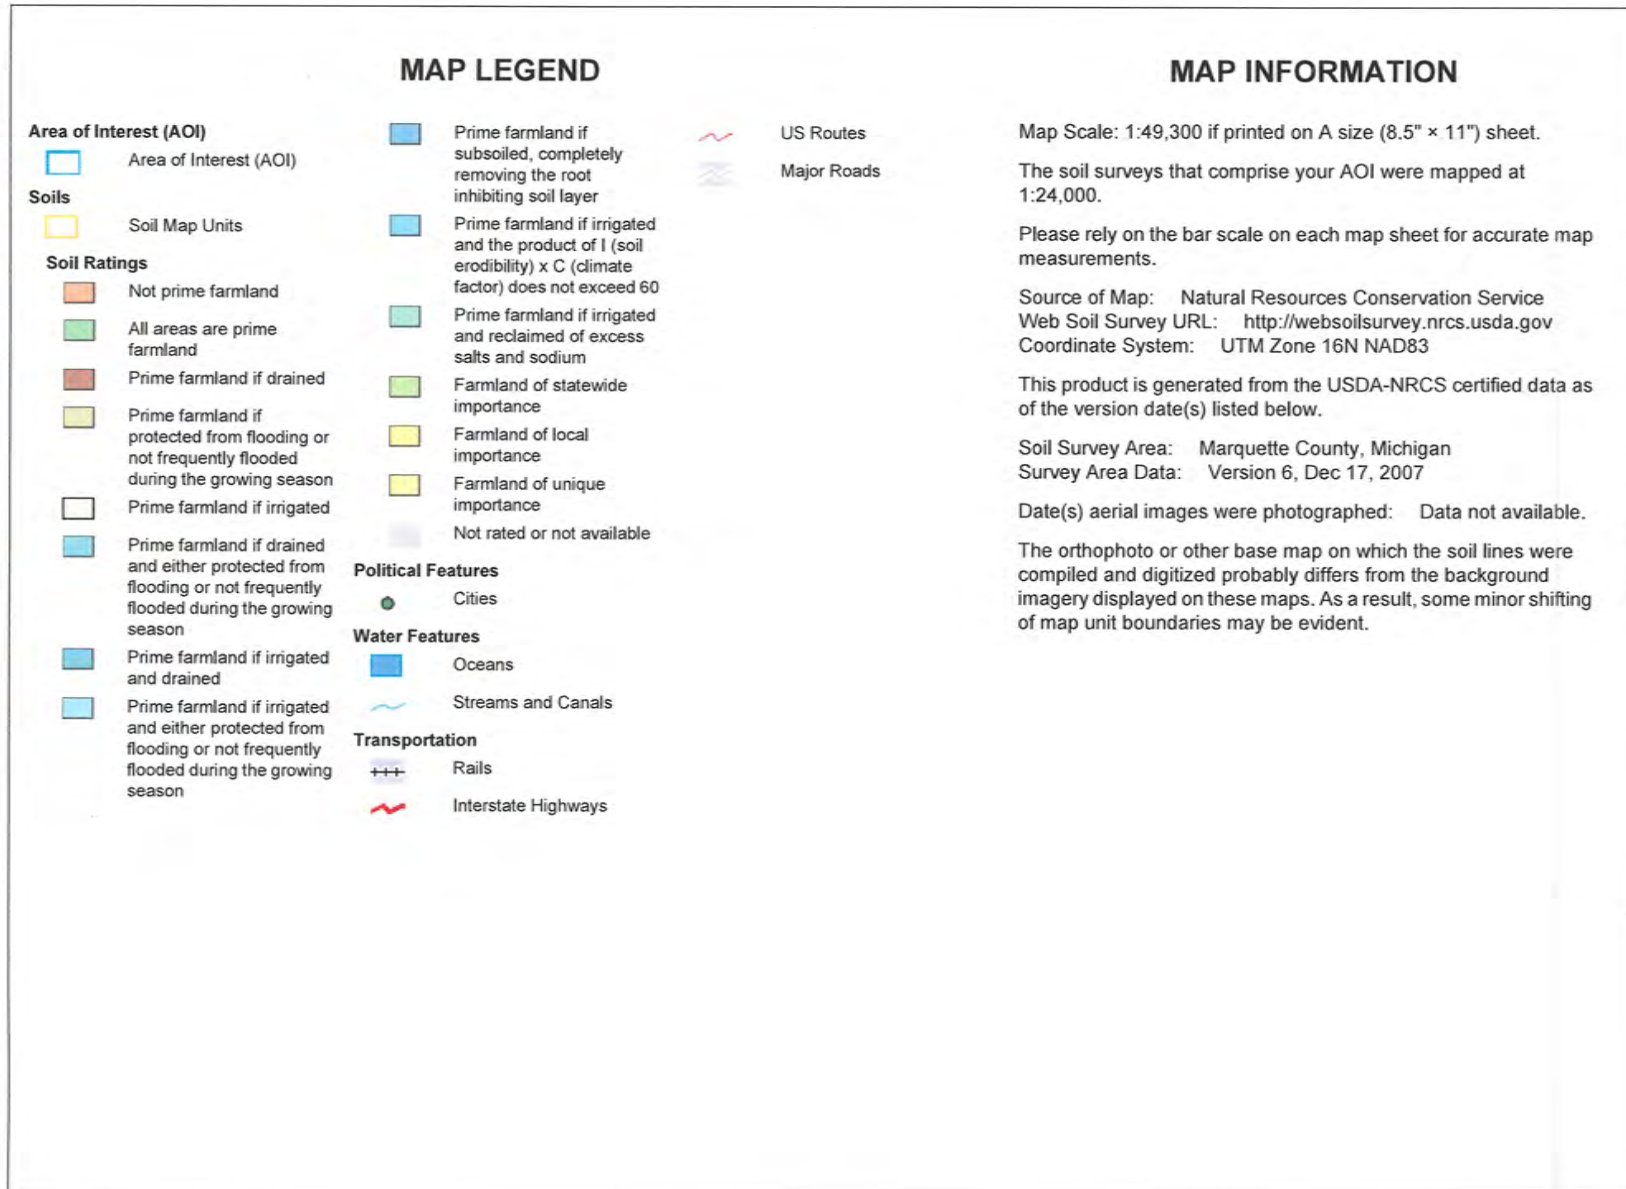 MAP LEGEND
Area of Interest (AOI)
Area of Interest (AOI)
Soils
Soil Map Units
Soil Ratings
Not prime farmland
All areas are prime
farmland
Prime farmland if drained
Prime farmland if
protected from flooding or
not frequently flooded
during the growing season
Prime farmland if irrigated
Prime farmland if drained
and either protected from
flooding or not frequently
flooded during the growing
season
Prime farmland if irrigated
and drained
Prime farmland if irrigated
and either protected from
flooding or not frequently
flooded during the growing
season
Prime farmland if
subsoiled, completely
removing the root
inhibiting soil layer
Prime farmland if irrigated
and the product of I (soil
erodibility) x C (climate
factor) does not exceed 60
Prime farmland if irrigated
and reclaimed of excess
salts and sodium
Farmland of statewide
importance
Farmland of local
importance
Farmland of unique
importance
Not rated or not available
Political Features
Cities
Water Features
Oceans
Streams and Canals
Transportation
Rails
Interstate Highways
US Routes
Major Roads
MAP INFORMATION
Map Scale: 1:49,300 if printed on A size (8.5" × 11") sheet.
The soil surveys that comprise your AOI were mapped at
1:24,000.
Please rely on the bar scale on each map sheet for accurate map
measurements.
Source of Map: Natural Resources Conservation Service
Web Soil Survey URL: http://websoilsurvey.nrcs.usda.gov
Coordinate System: UTM Zone 16N NAD83
This product is generated from the USDA-NRCS certified data as
of the version date(s) listed below.
Soil Survey Area: Marquette County, Michigan
Survey Area Data: Version 6, Dec 17, 2007
Date(s) aerial images were photographed: Data not available.
The orthophoto or other base map on which the soil lines were
compiled and digitized probably differs from the background
imagery displayed on these maps. As a result, some minor shifting
of map unit boundaries may be evident.